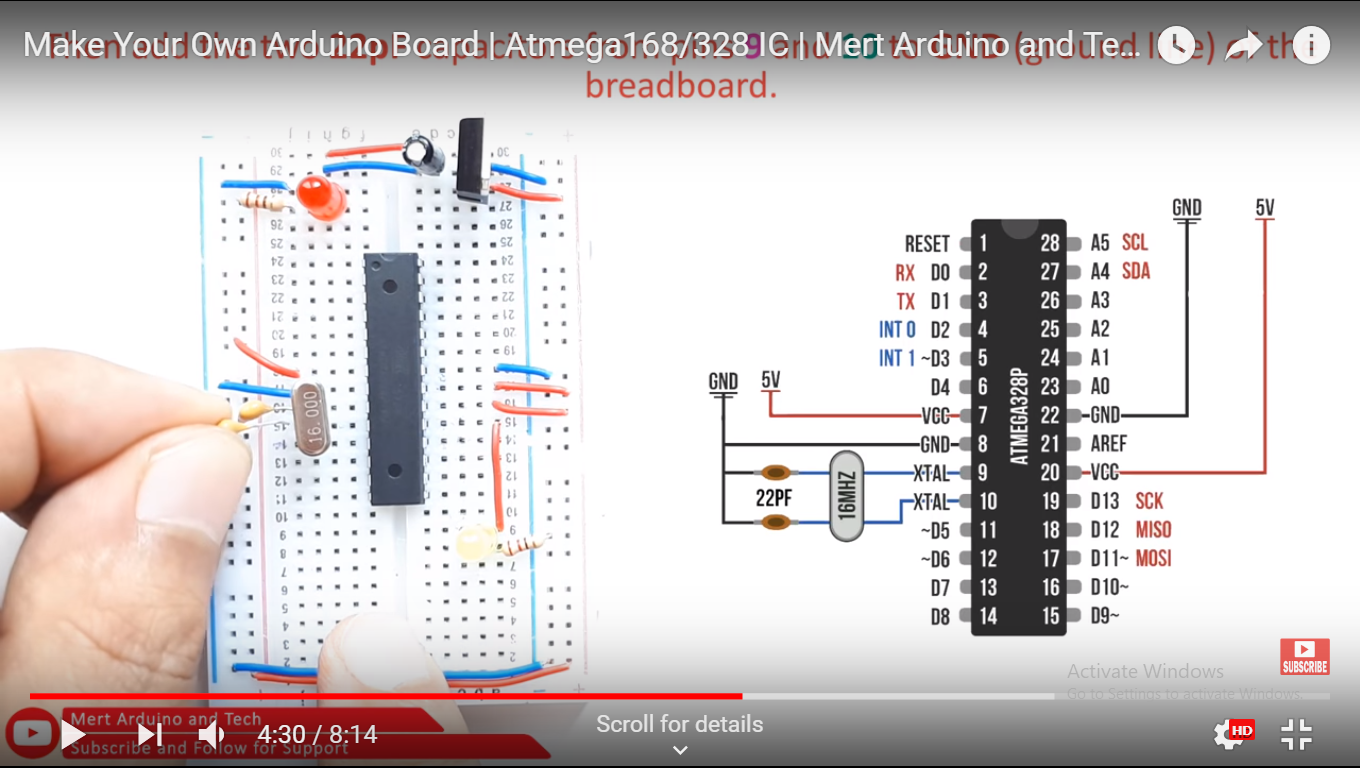 Make Your Own Arduino Board | Atmega168/328 IC | Mert Arduino and Te...
breadboard.
GND
5V
RESET 1 28 A5 SCL
RX D0 2 27 A4 SDA
TX D1 3 26 A3
INT 0 D2 4 25 A2
INT 1 ~D3 5 24 A1
D4 6 23 A0
GND 5V VCC 7 22 GND
GND 8 21 AREF
XTAL 9 20 VCC
22PF 16MHZ XTAL 10 19 D13 SCK
~D5 11 18 D12 MISO
~D6 12 17 D11~ MOSI
D7 13 16 D10~
D8 14 15 D9~
ATMEGA328P
16.000
SUBSCRIBE
Activate Windows
Go to Settings to activate Windows.
Mert Arduino and Tech
Subscribe and Follow for Support
4:30 / 8:14
Scroll for details
HD